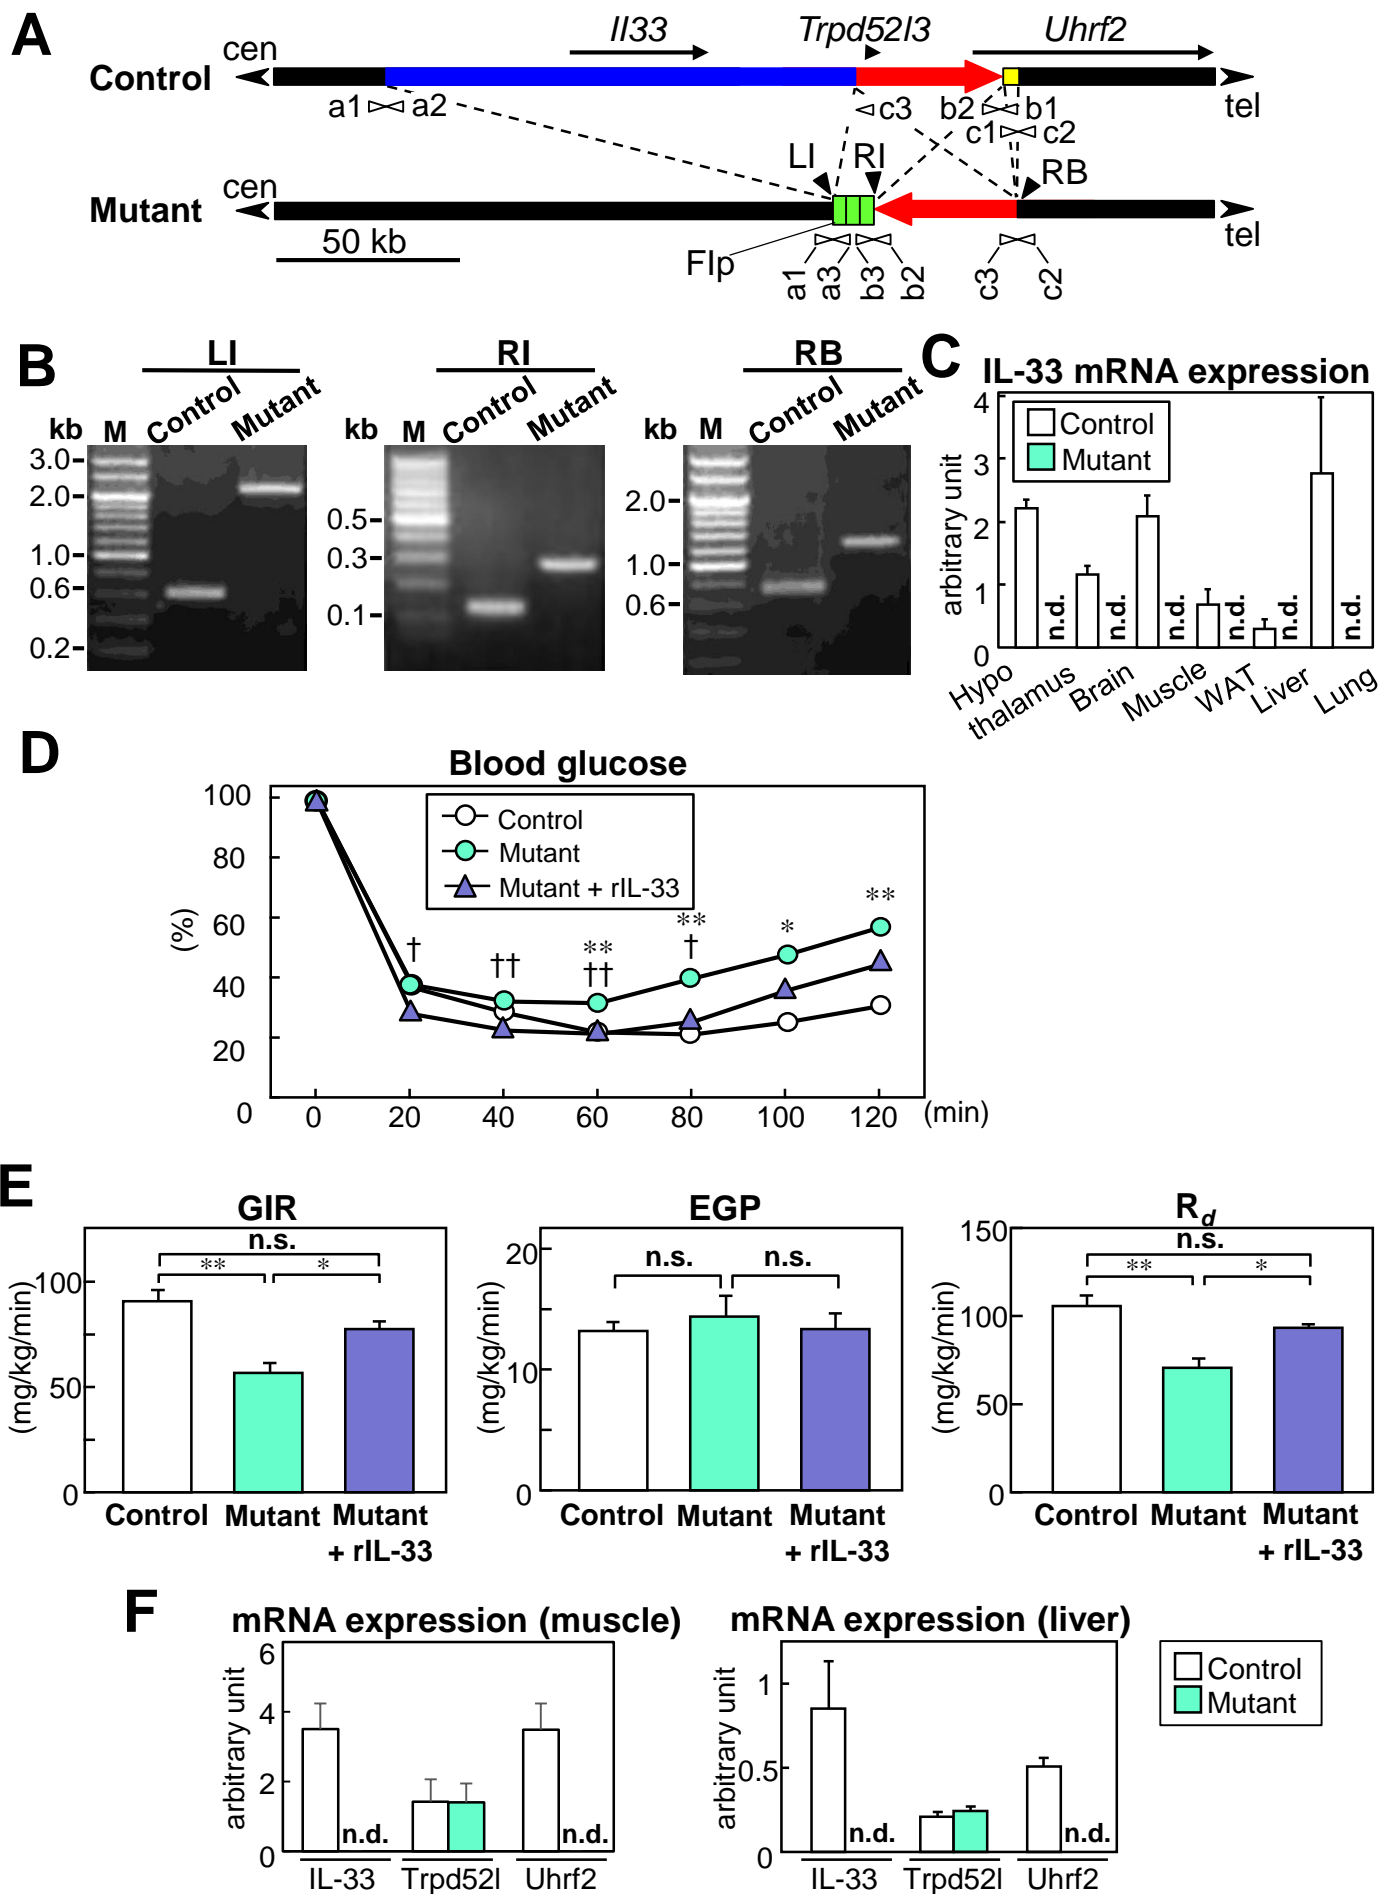 A
Il33
Trpd52l3
Uhrf2
cen
Control
a1
a2
c3
b2
b1
c1
c2
tel
LI
RI
RB
cen
Mutant
tel
50 kb
Flp
a1
a3
b3
b2
c3
c2
B
LI
kb
M
Control
Mutant
3.0
2.0
1.0
0.6
0.2
RI
kb
M
Control
Mutant
0.5
0.3
0.1
RB
kb
M
Control
Mutant
2.0
1.0
0.6
C
IL-33 mRNA expression
Control
Mutant
arbitrary unit
4
3
2
1
0
n.d.
n.d.
n.d.
n.d.
n.d.
n.d.
Hypo
thalamus
Brain
Muscle
WAT
Liver
Lung
D
Blood glucose
Control
Mutant
Mutant + rIL-33
(%)
100
80
60
40
20
0
†
††
**
††
**
†
*
**
0 20 40 60 80 100 120 (min)
E
GIR
(mg/kg/min)
100
50
0
n.s.
** *
Control Mutant Mutant
+ rIL-33
EGP
(mg/kg/min)
20
10
0
n.s. n.s.
Control Mutant Mutant
+ rIL-33
Rd
(mg/kg/min)
150
100
50
0
n.s.
** *
Control Mutant Mutant
+ rIL-33
F
mRNA expression (muscle)
arbitrary unit
6
4
2
0
n.d.
n.d.
IL-33 Trpd52l Uhrf2
mRNA expression (liver)
arbitrary unit
1
0.5
0
n.d.
n.d.
IL-33 Trpd52l Uhrf2
Control
Mutant